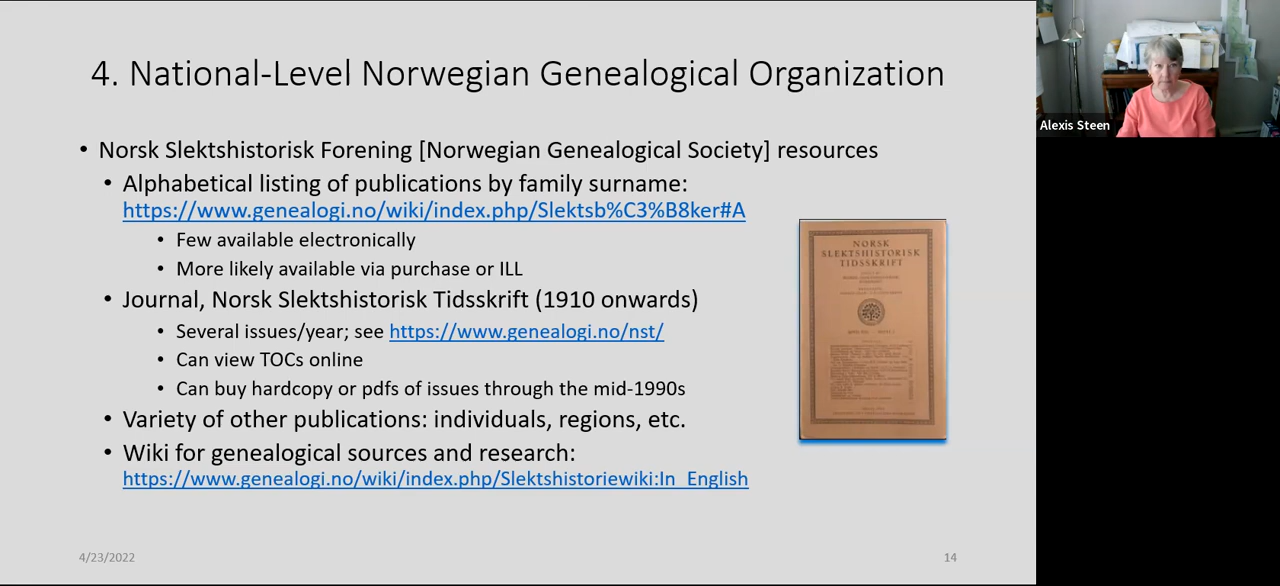 4. National-Level Norwegian Genealogical Organization
• Norsk Slektshistorisk Forening [Norwegian Genealogical Society] resources
• Alphabetical listing of publications by family surname:
https://www.genealogi.no/wiki/index.php/Slektsb%C3%B8ker#A
• Few available electronically
• More likely available via purchase or ILL
• Journal, Norsk Slektshistorisk Tidsskrift (1910 onwards)
• Several issues/year; see https://www.genealogi.no/nst/
• Can view TOCs online
• Can buy hardcopy or pdfs of issues through the mid-1990s
• Variety of other publications: individuals, regions, etc.
• Wiki for genealogical sources and research:
https://www.genealogi.no/wiki/index.php/Slektshistoriewiki:In_English
NORSK
SLEKTSHISTORISK
TIDSSKRIFT
4/23/2022
14
Alexis Steen